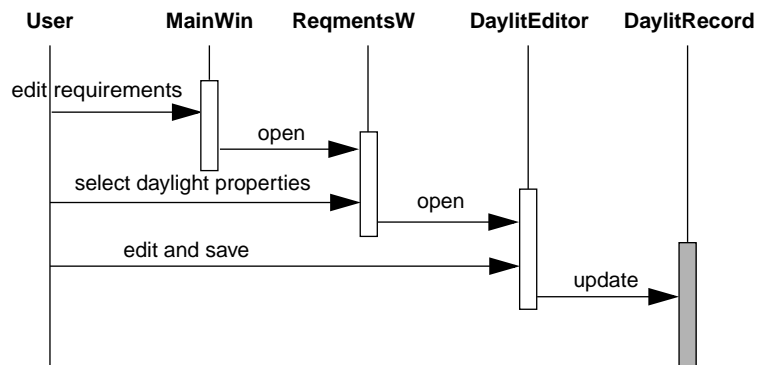 User MainWin ReqmentsW DaylitEditor DaylitRecord
edit requirements
open
select daylight properties
open
edit and save
update